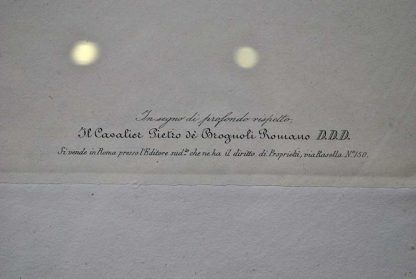 In segno di profondo rispetto.
Il Cavalier Pietro dè Brognoli Romano D.D.D.
Si vende in Roma presso l'Editore sud.º che ne ha il diritto di Proprietà, via Rasella Nº 150.